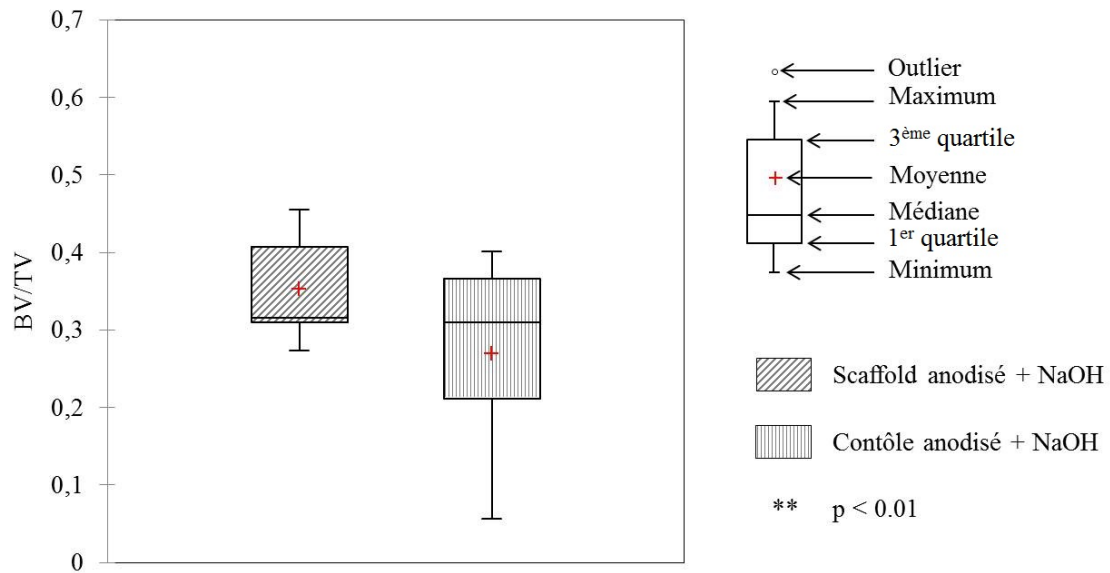 0,7
0,6
0,5
0,4
0,3
0,2
0,1
0
BV/TV
Outlier
Maximum
3ème quartile
Moyenne
Médiane
1er quartile
Minimum
Scaffold anodisé + NaOH
Contôle anodisé + NaOH
** p < 0.01